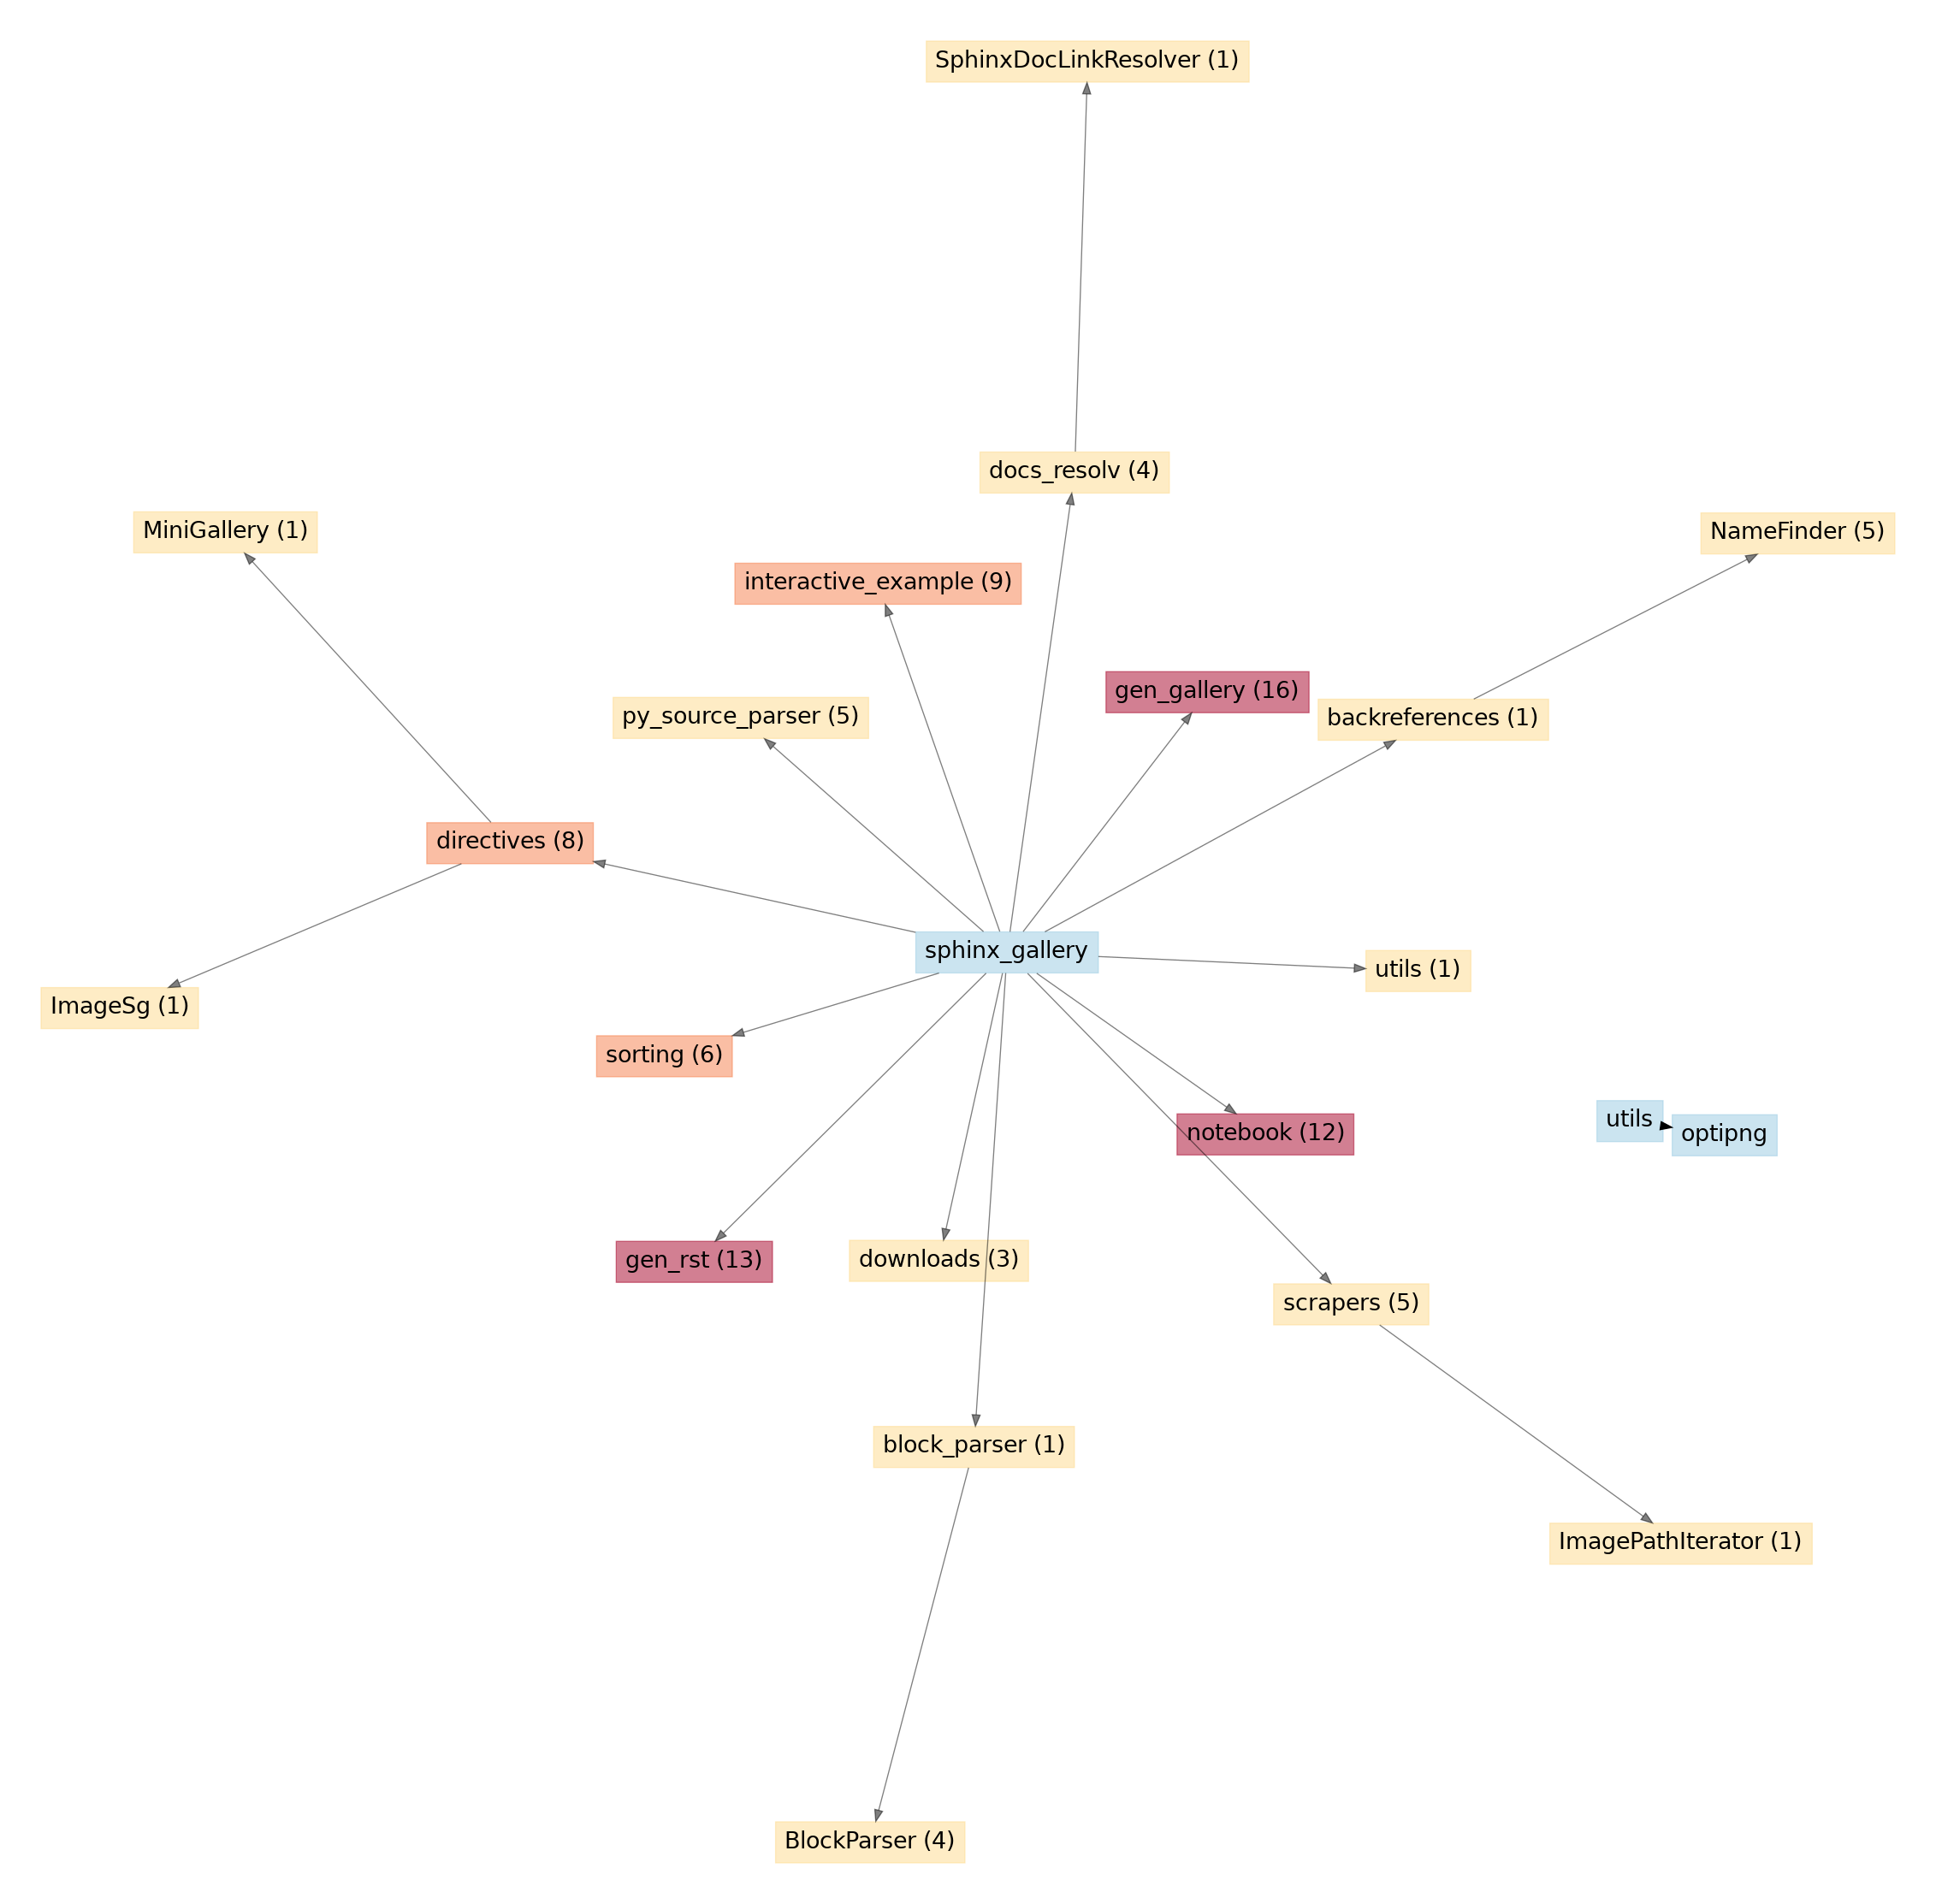 SphinxDocLinkResolver (1)
docs_resolv (4)
MiniGallery (1)
NameFinder (5)
interactive_example (9)
gen_gallery (16)
py_source_parser (5)
backreferences (1)
directives (8)
sphinx_gallery
utils (1)
ImageSg (1)
sorting (6)
utils
optipng
notebook (12)
gen_rst (13)
downloads (3)
scrapers (5)
block_parser (1)
ImagePathIterator (1)
BlockParser (4)